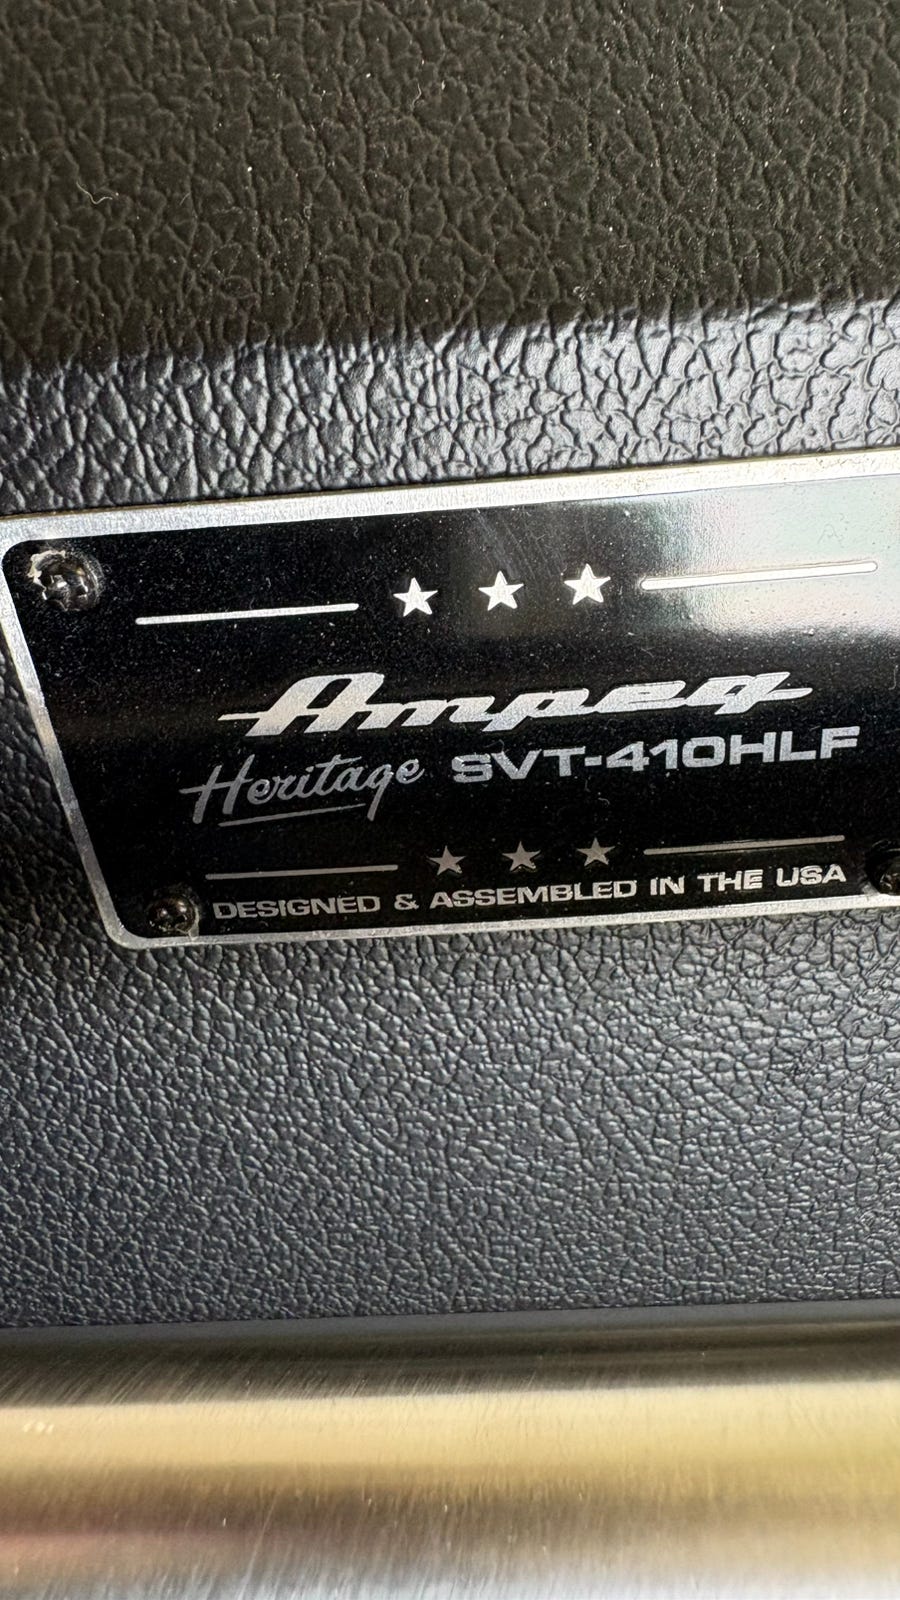 Ampeg
Heritage SVT-410HLF
DESIGNED & ASSEMBLED IN THE USA